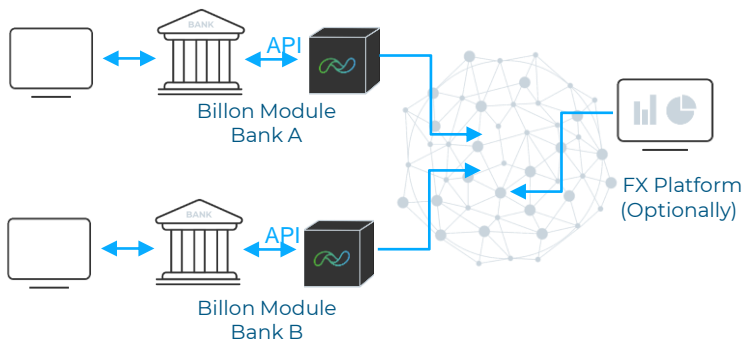 BANK
API
Billon Module
Bank A
FX Platform
(Optionally)
BANK
API
Billon Module
Bank B